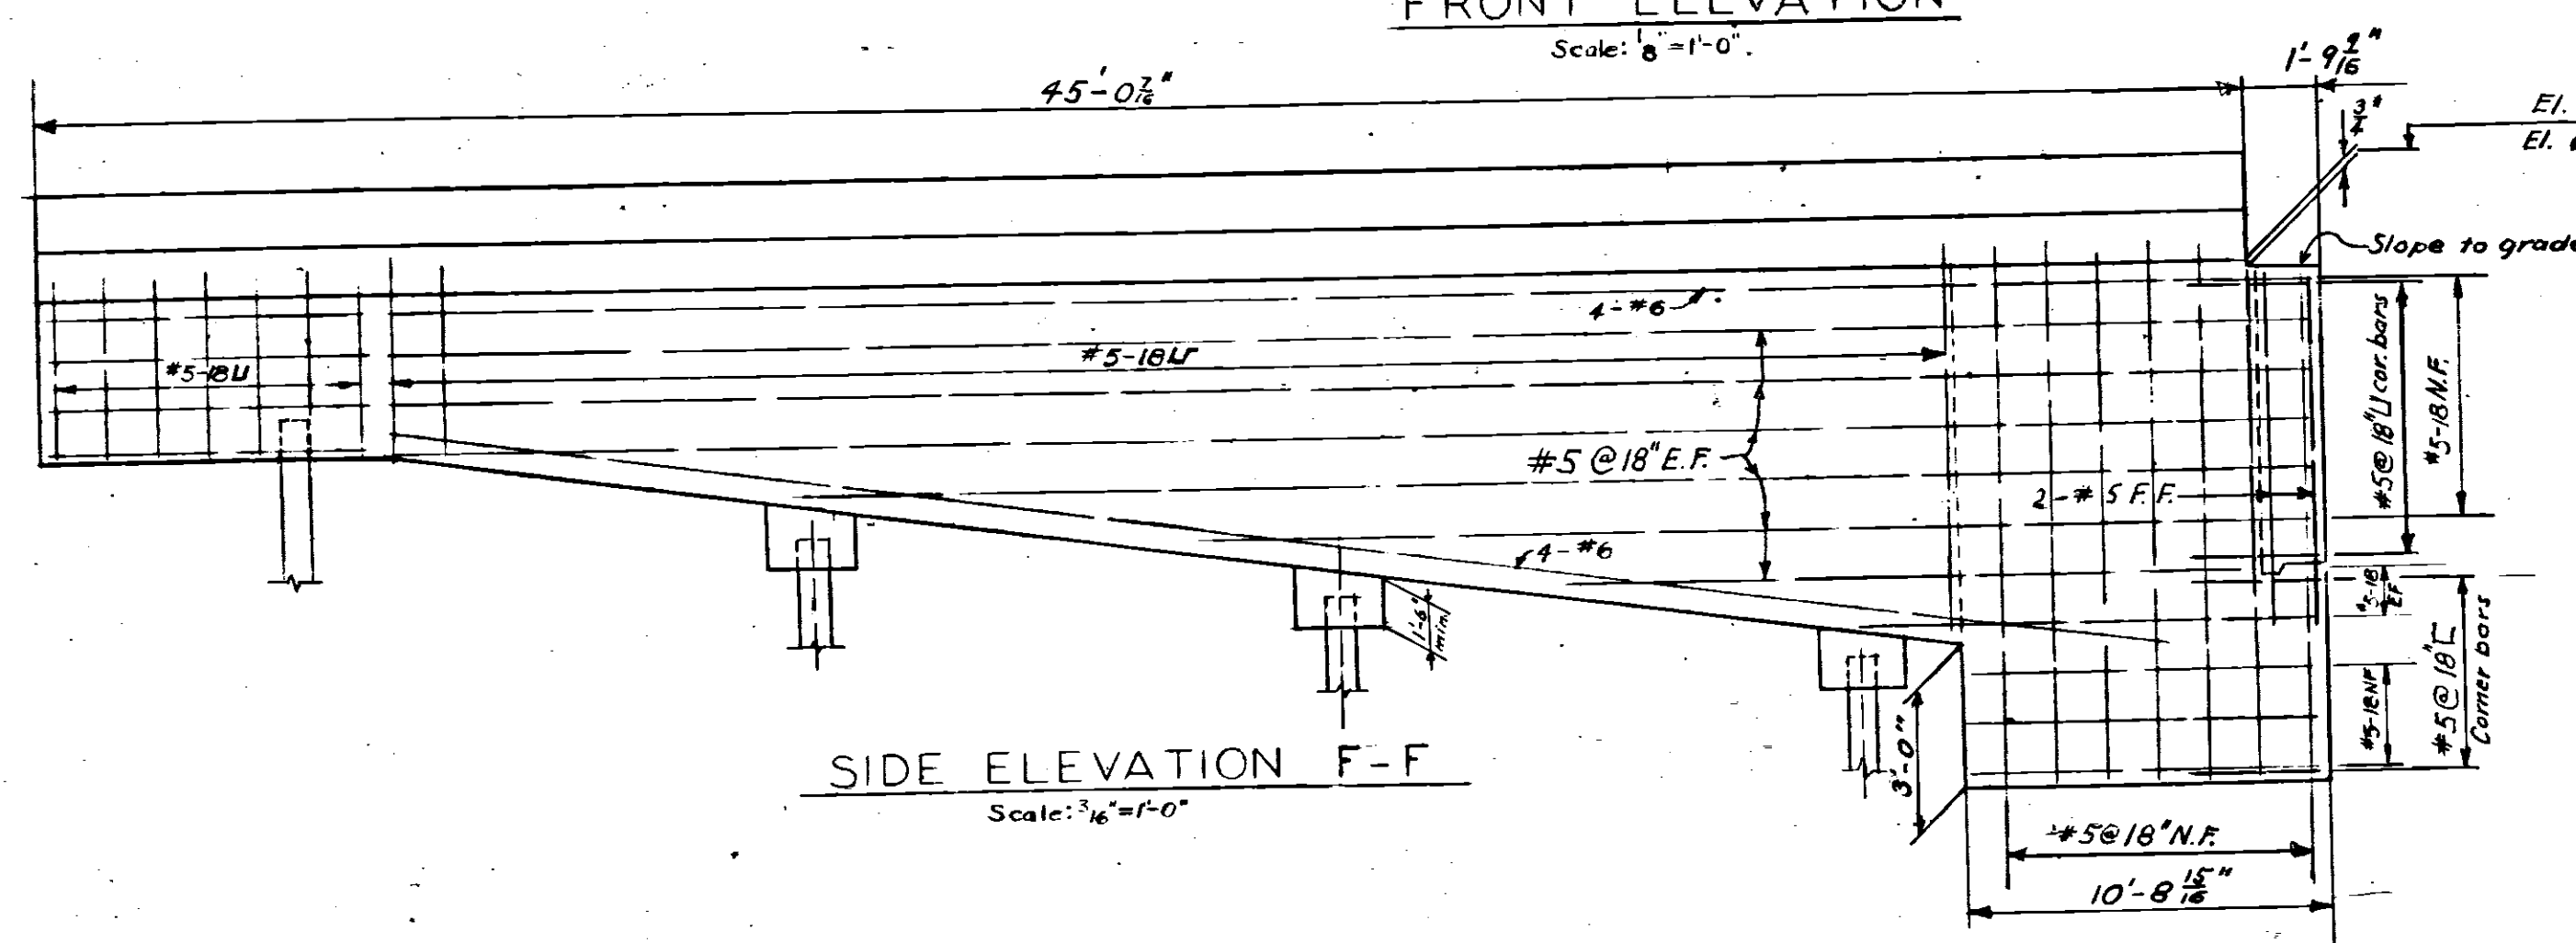 FRONT ELEVATION
Scale: 1/8"=1'-0".
45'-0 7/16"
1'-9 9/16"
3/4"
El.
El.
Slope to grade
4-#6
#5-18⊔
#5-18
#5@18"E.F.
2-#5 F.F.
4-#6
#5@18"⊔ cor. bars
#5-18 N.F.
#5-18
EF
1'-6"
min.
#5-18NF
#5@18"
Corner bars
3'-0"
SIDE ELEVATION F-F
Scale: 3/16"=1'-0"
#5@18"N.F.
10'-8 15/16"